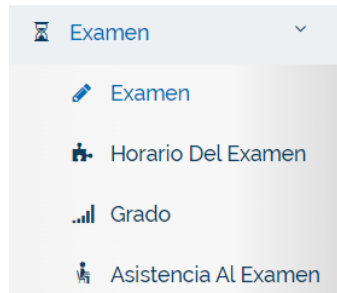 Examen
Examen
Horario Del Examen
Grado
Asistencia Al Examen